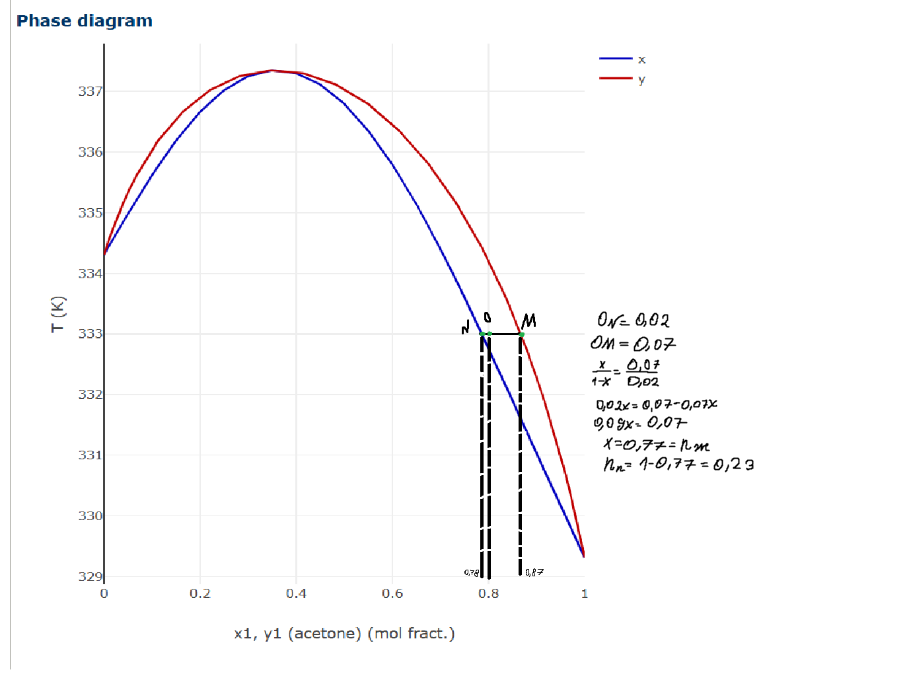 Phase diagram
x
y
337
336
335
334
333
332
331
330
329
T (K)
N O M
0,78
0,87
0
0.2
0.4
0.6
0.8
1
x1, y1 (acetone) (mol fract.)
ON = 0,02
OM = 0,07
x/1-x = 0,07/0,02
0,02x = 0,07-0,07x
0,09x = 0,07
x=0,77=nm
nn= 1-0,77 = 0,23